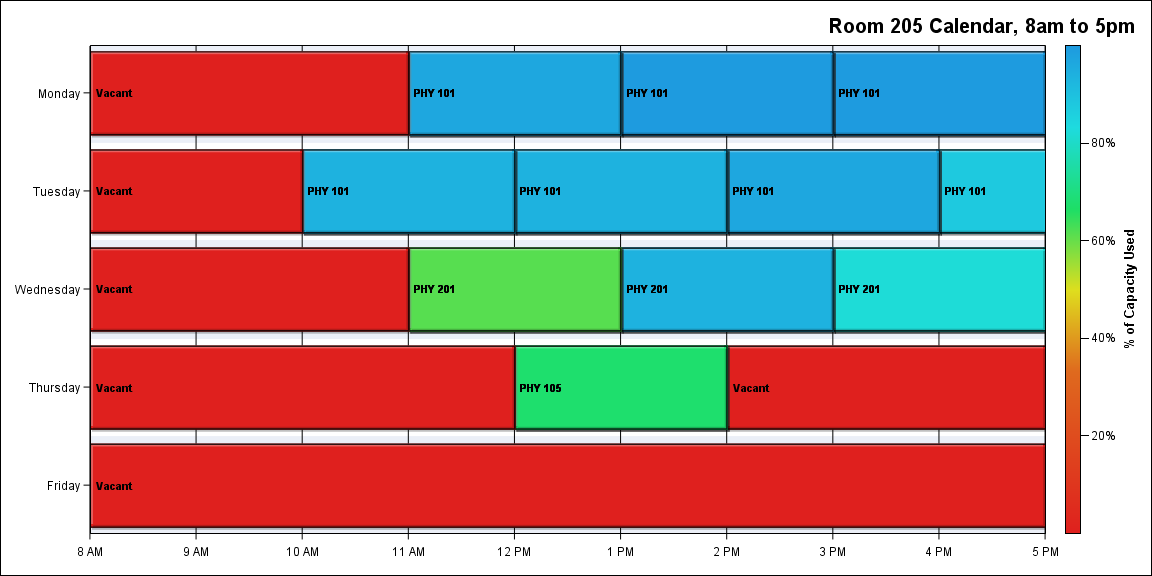 Room 205 Calendar, 8am to 5pm
Monday
Vacant
PHY 101
PHY 101
PHY 101
Tuesday
Vacant
PHY 101
PHY 101
PHY 101
PHY 101
Wednesday
Vacant
PHY 201
PHY 201
PHY 201
Thursday
Vacant
PHY 105
Vacant
Friday
Vacant
8 AM
9 AM
10 AM
11 AM
12 PM
1 PM
2 PM
3 PM
4 PM
5 PM
80%
60%
40%
20%
% of Capacity Used